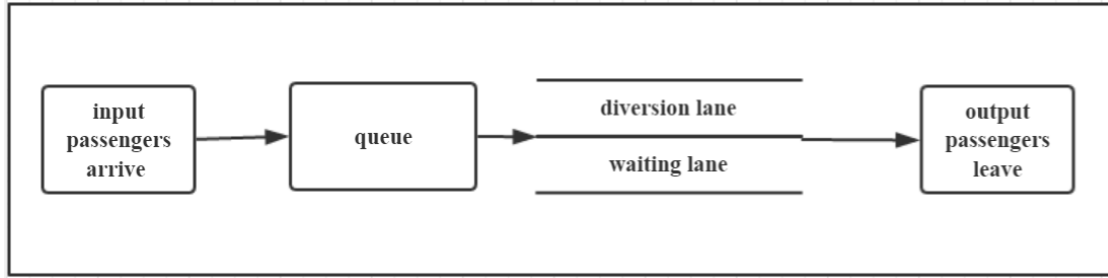 input
passengers
arrive
queue
diversion lane
waiting lane
output
passengers
leave